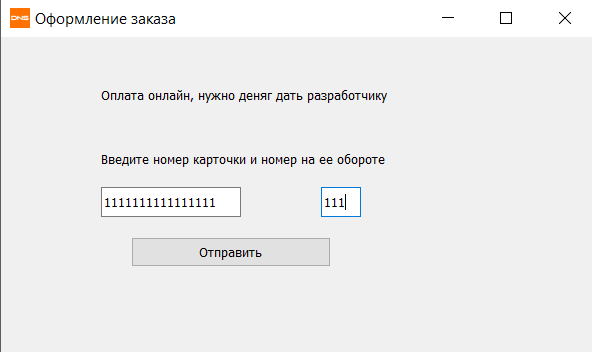 DNS Оформление заказа
Оплата онлайн, нужно деняг дать разработчику
Введите номер карточки и номер на ее обороте
1111111111111111 111
Отправить